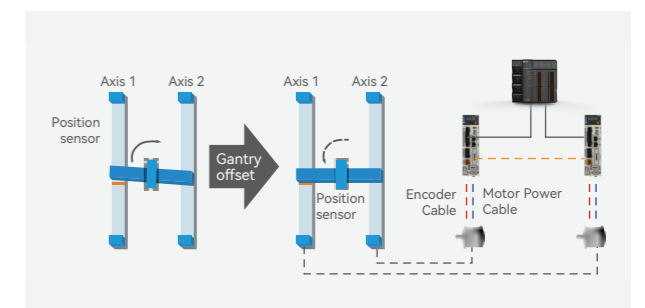 Axis 1
Axis 2
Position
sensor
Gantry
offset
Axis 1
Axis 2
Position
sensor
Encoder
Cable
Motor Power
Cable